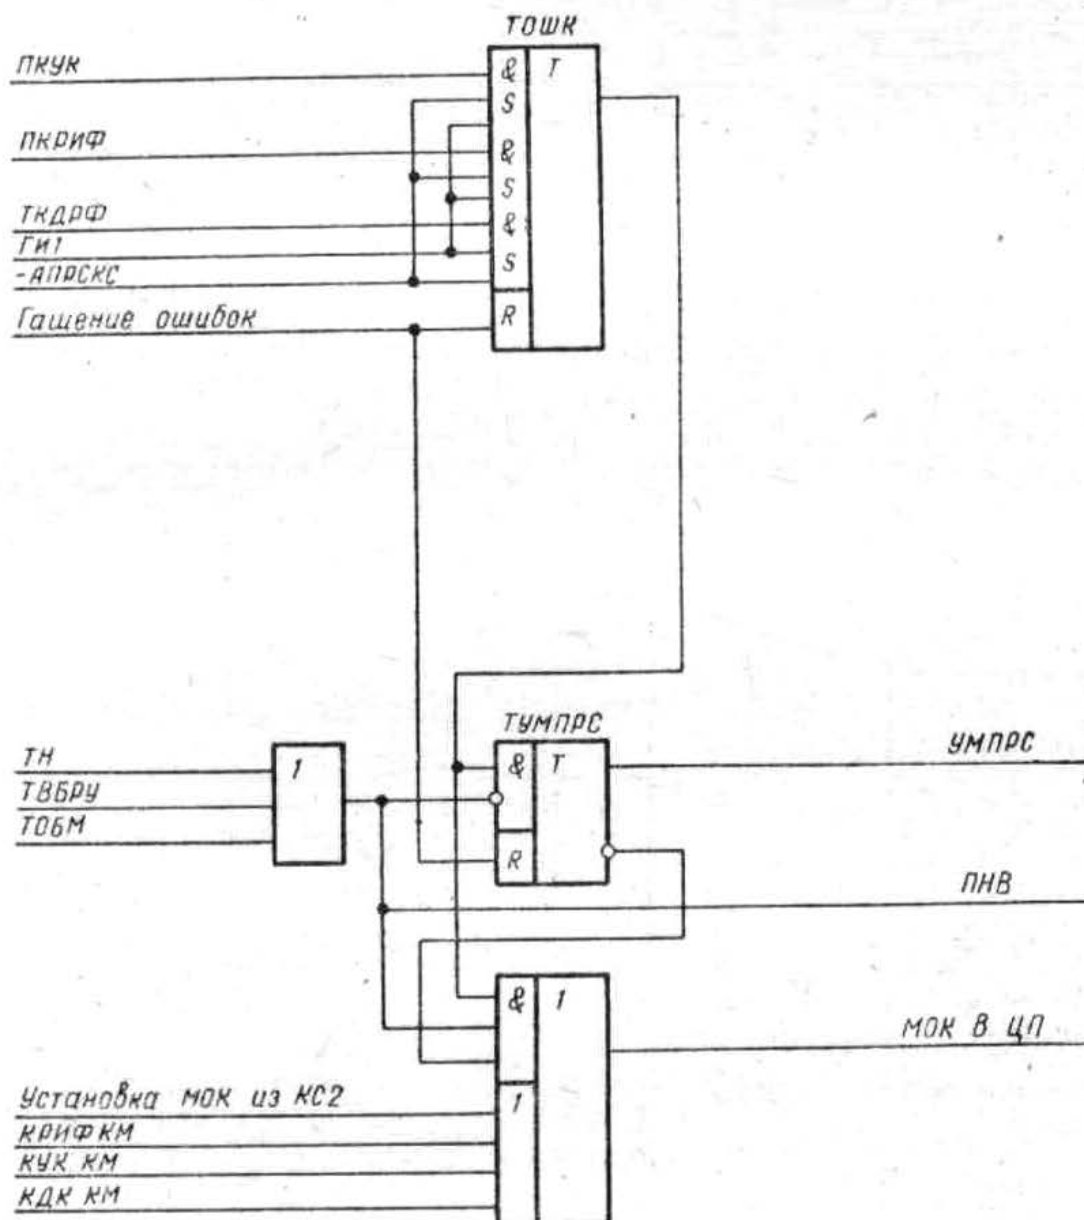 ТОШК
ПКУК
& Т
S
ПКРИФ
&
S
ТКДРФ
&
ГИ1
S
-АПРСКС
Гашение ошибок
R
ТУМПРС
УМПРС
ТН
1
& Т
ТВБРУ
ТОБМ
R
ПНВ
& 1
МОК В ЦП
Установка МОК из КС2
1
КРИФ КМ
КУК КМ
КДК КМ